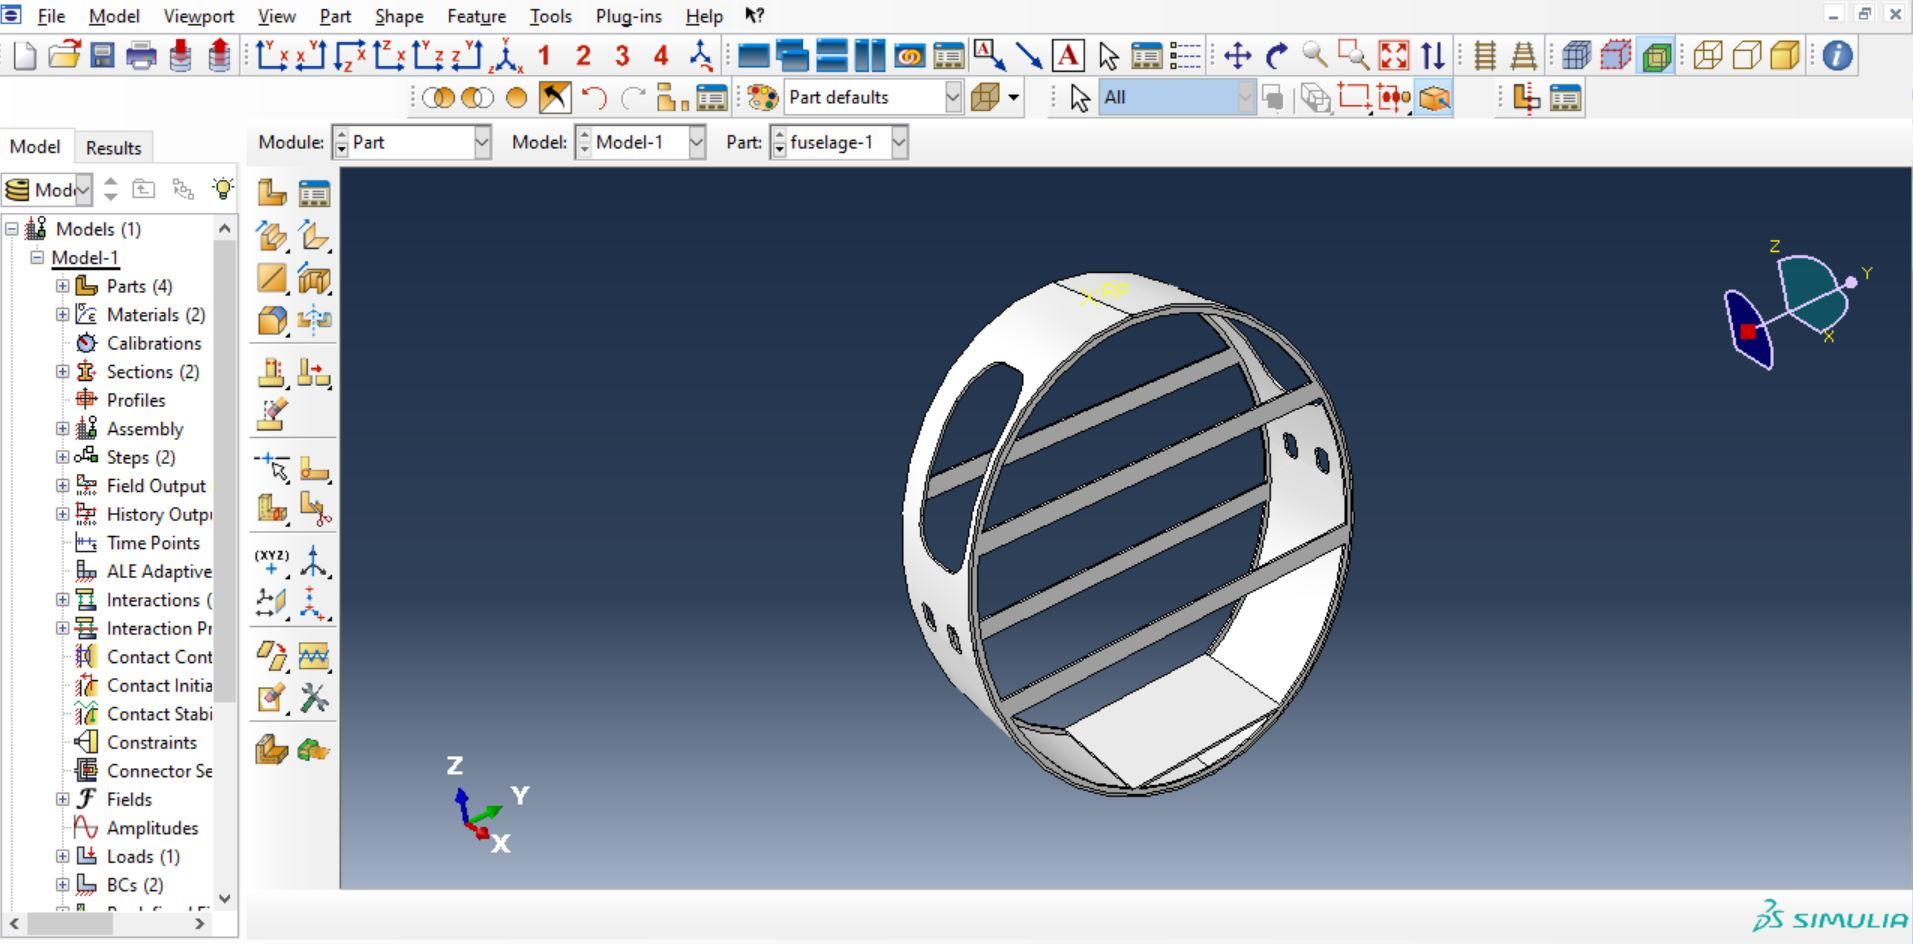 File Model Viewport View Part Shape Feature Tools Plug-ins Help
1 2 3 4
Part defaults All
Model Results
Module: Part Model: Model-1 Part: fuselage-1
Mod
Models (1)
Model-1
Parts (4)
Materials (2)
Calibrations
Sections (2)
Profiles
Assembly
Steps (2)
Field Output
History Outp
Time Points
ALE Adaptive
Interactions (
Interaction Pr
Contact Cont
Contact Initia
Contact Stabi
Constraints
Connector Se
Fields
Amplitudes
Loads (1)
BCs (2)
(XYZ)
RP
Z
Y
X
Z
Y
X
SIMULIA